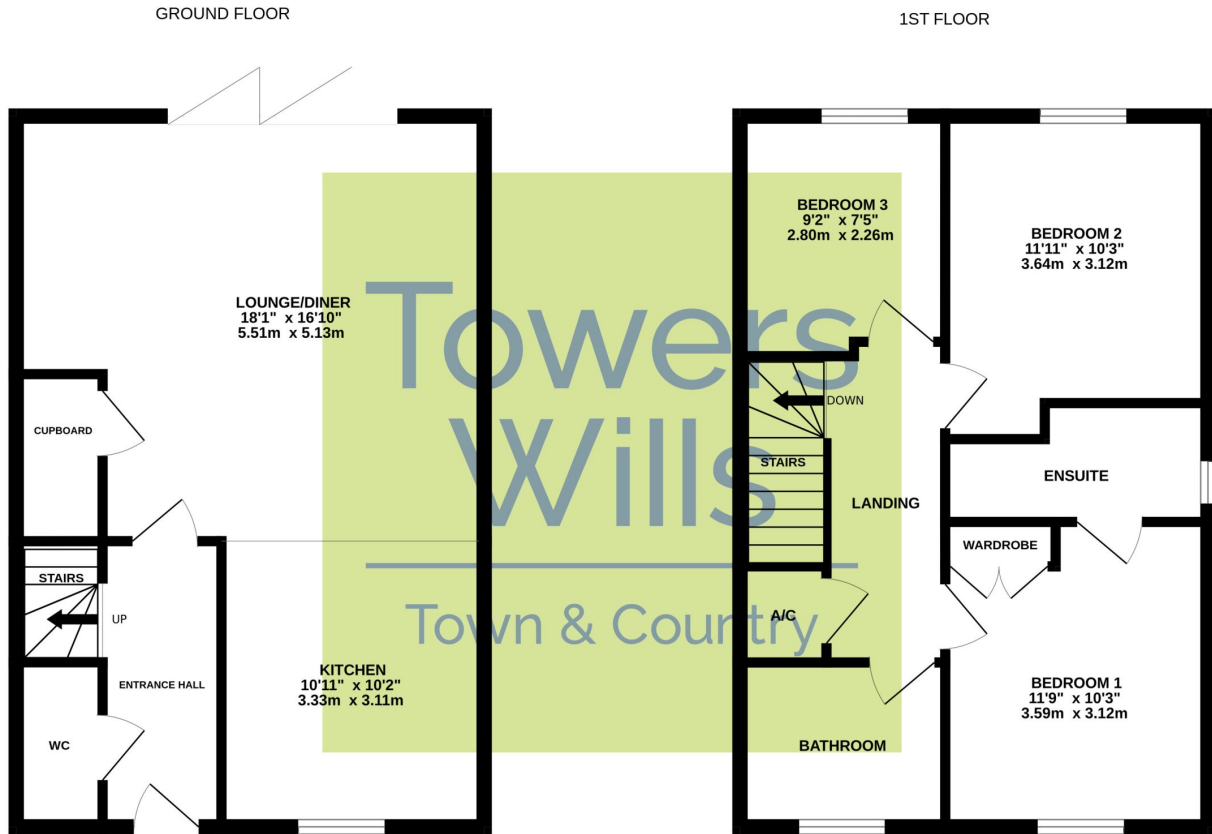 GROUND FLOOR
1ST FLOOR
LOUNGE/DINER
18'1" x 16'10"
5.51m x 5.13m
CUPBOARD
STAIRS
UP
ENTRANCE HALL
WC
KITCHEN
10'11" x 10'2"
3.33m x 3.11m
BEDROOM 3
9'2" x 7'5"
2.80m x 2.26m
BEDROOM 2
11'11" x 10'3"
3.64m x 3.12m
DOWN
STAIRS
LANDING
ENSUITE
WARDROBE
A/C
BEDROOM 1
11'9" x 10'3"
3.59m x 3.12m
BATHROOM
Towers
Wills
Town & Country